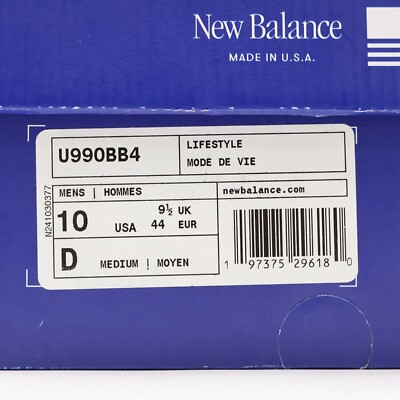 New Balance
MADE IN U.S.A.
U990BB4
LIFESTYLE
MODE DE VIE
MENS | HOMMES
newbalance.com
10 USA
9½ UK
44 EUR
D MEDIUM | MOYEN
1 97375 29618 0
N241030377